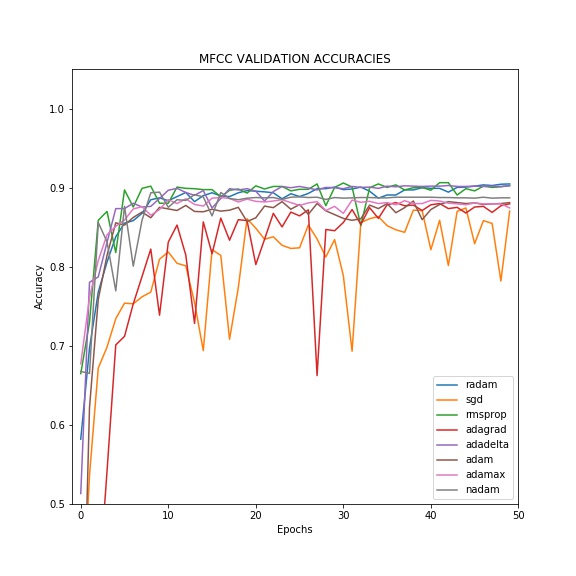 MFCC VALIDATION ACCURACIES
1.0
0.9
0.8
0.7
0.6
0.5
Accuracy
0
10
20
30
40
50
Epochs
radam
sgd
rmsprop
adagrad
adadelta
adam
adamax
nadam